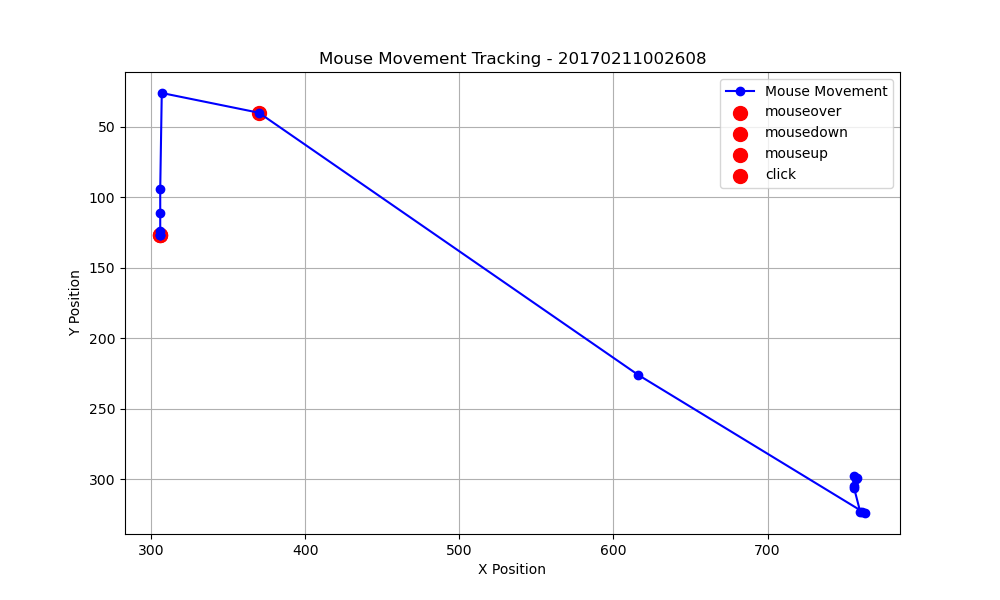 Mouse Movement Tracking - 20170211002608
Mouse Movement
mouseover
mousedown
mouseup
click
50
100
150
200
250
300
Y Position
300
400
500
600
700
X Position